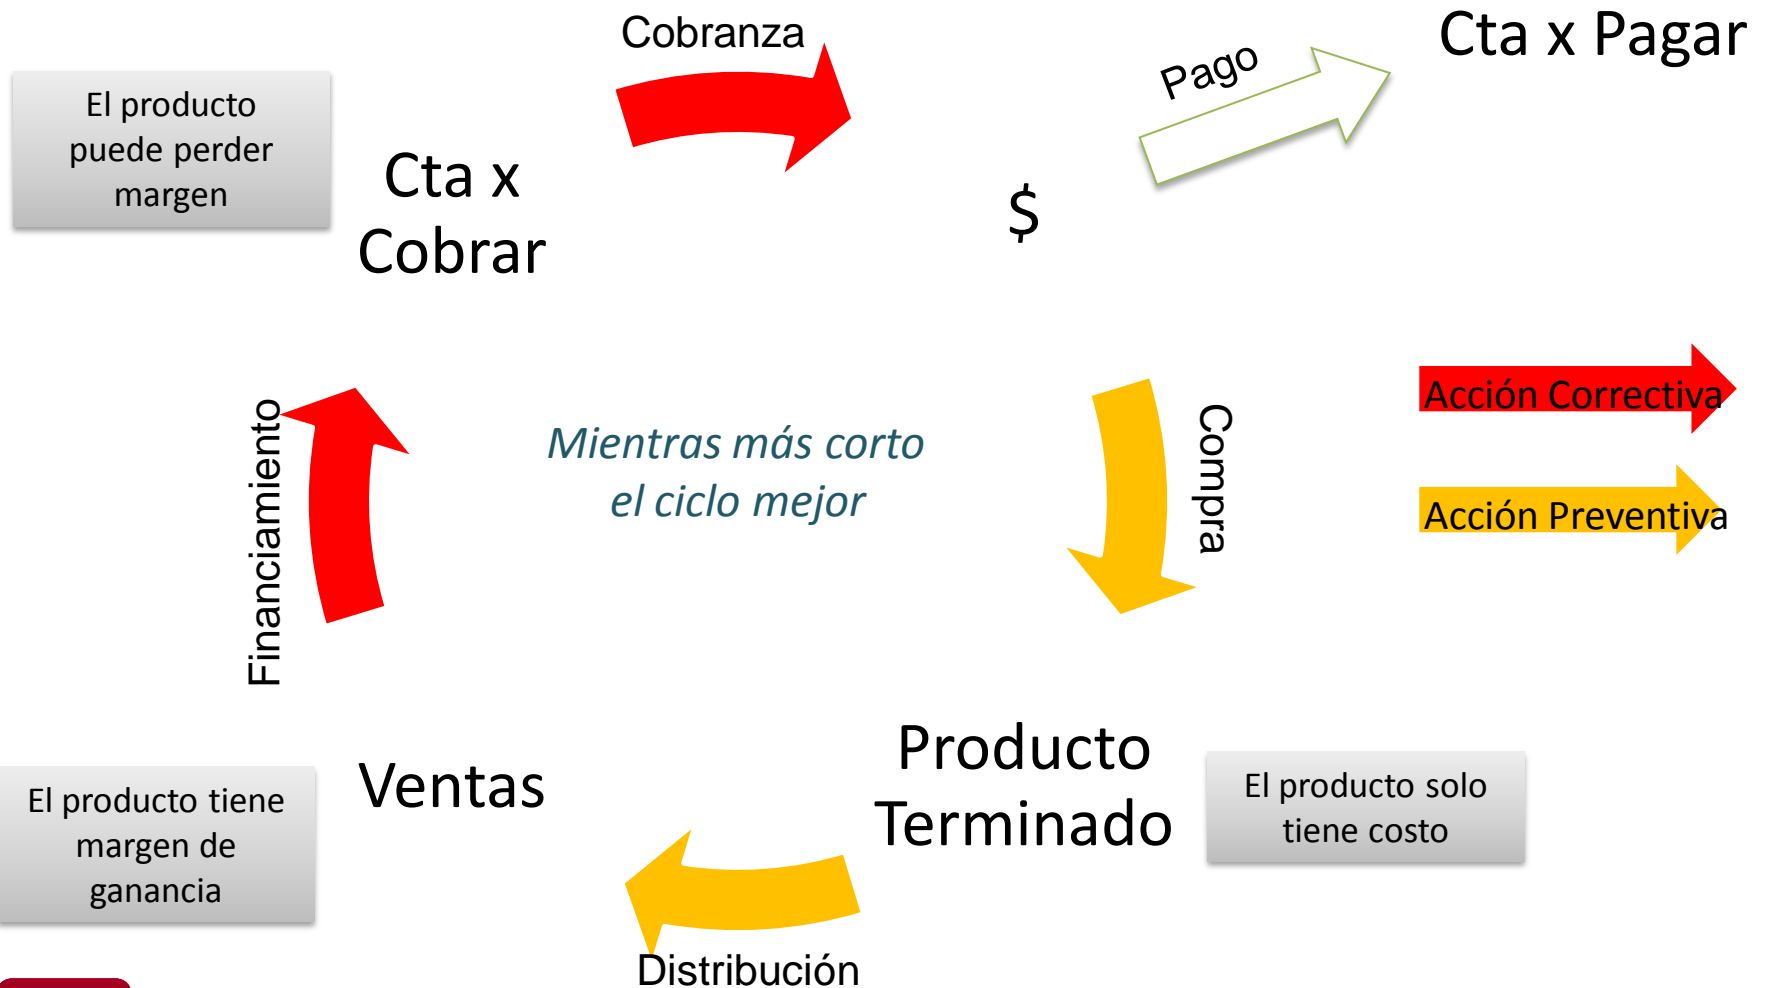 Cobranza
Pago
Cta x Pagar
El producto
puede perder
margen
Cta x
Cobrar
$
Acción Correctiva
Financiamiento
Mientras más corto
el ciclo mejor
Compra
Acción Preventiva
Producto
Terminado
Ventas
El producto tiene
margen de
ganancia
El producto solo
tiene costo
Distribución